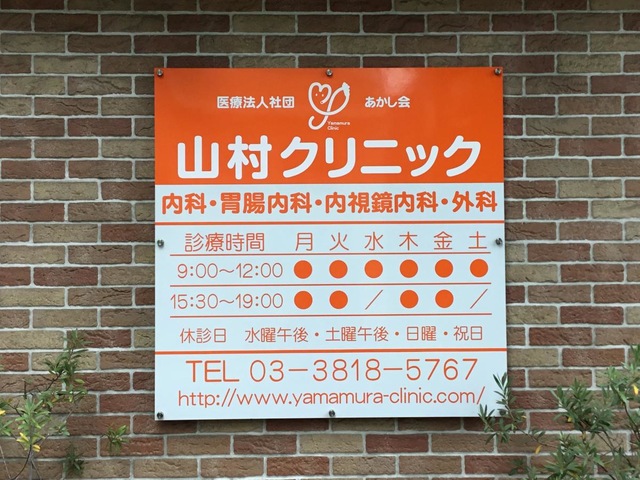 医療法人社団 あかし会
Yamamura
Clinic
山村クリニック
内科・胃腸内科・内視鏡内科・外科
診療時間 月 火 水 木 金 土
9:00～12:00 ● ● ● ● ● ●
15:30～19:00 ● ● ／ ● ● ／
休診日 水曜午後・土曜午後・日曜・祝日
TEL 03－3818－5767
http://www.yamamura-clinic.com/